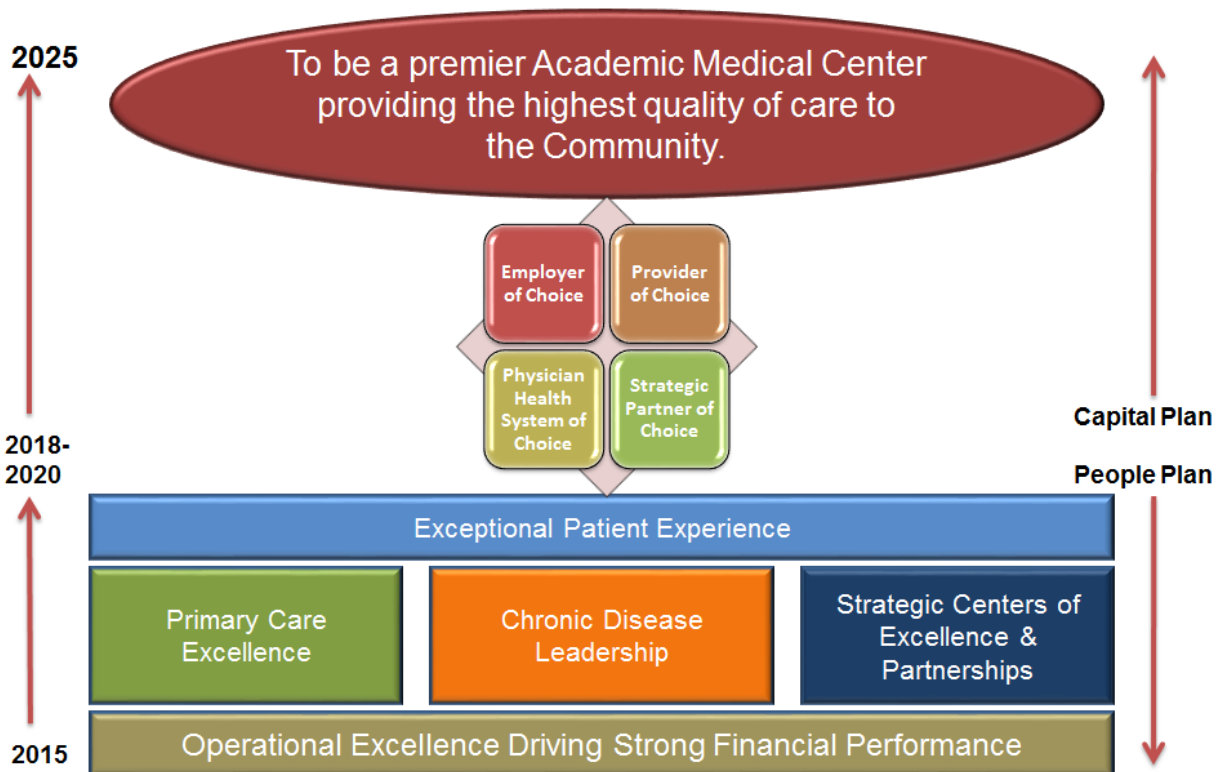 2025
To be a premier Academic Medical Center
providing the highest quality of care to
the Community.
Employer
of Choice
Provider
of Choice
Physician
Health
System of
Choice
Strategic
Partner of
Choice
2018-
2020
Capital Plan
People Plan
Exceptional Patient Experience
Primary Care
Excellence
Chronic Disease
Leadership
Strategic Centers of
Excellence &
Partnerships
2015
Operational Excellence Driving Strong Financial Performance